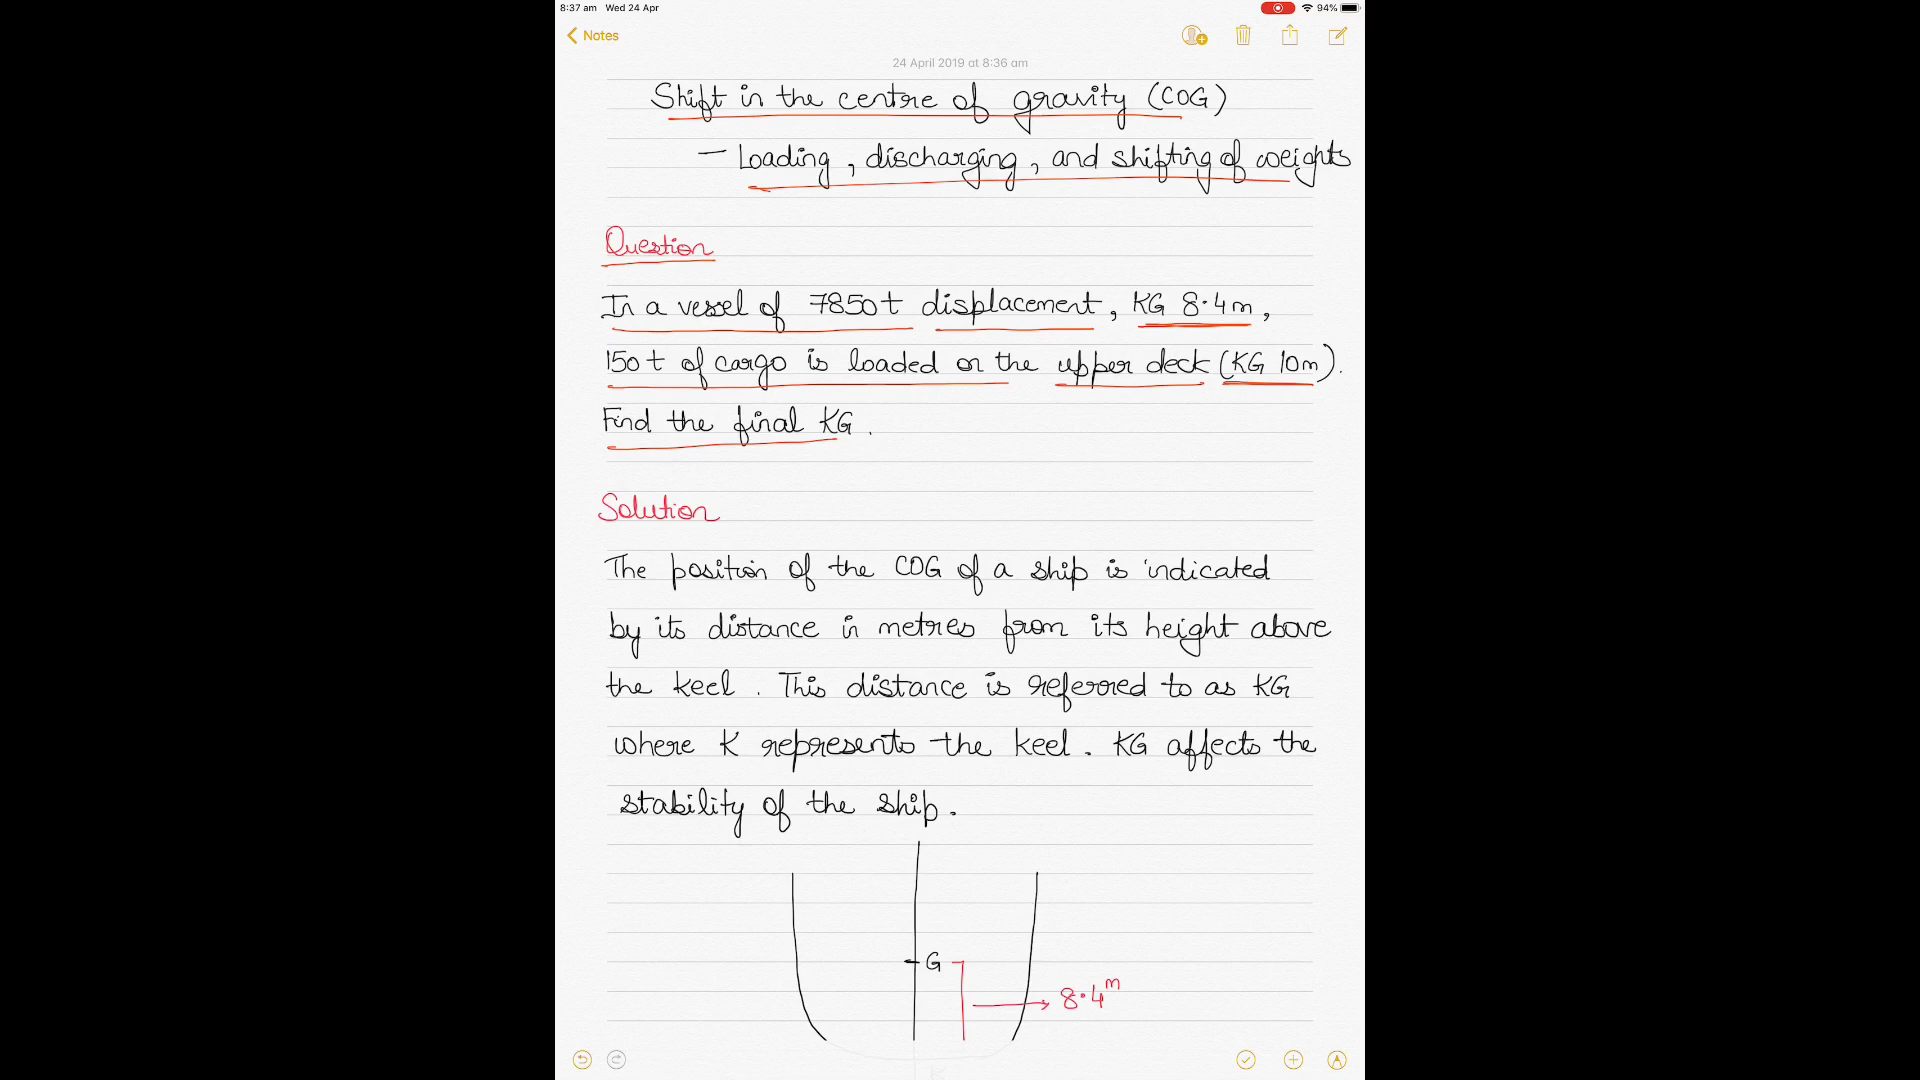 8:37 am Wed 24 Apr
94%
Notes
24 April 2019 at 8:36 am
Shift in the centre of gravity (COG)
- Loading, discharging, and shifting of weights
Question
In a vessel of 7850t displacement, KG 8.4m,
150t of cargo is loaded on the upper deck (KG 10m).
Find the final KG.
Solution
The position of the COG of a ship is indicated
by its distance in metres from its height above
the keel. This distance is referred to as KG
where K represents the keel. KG affects the
stability of the ship.
G
8.4m